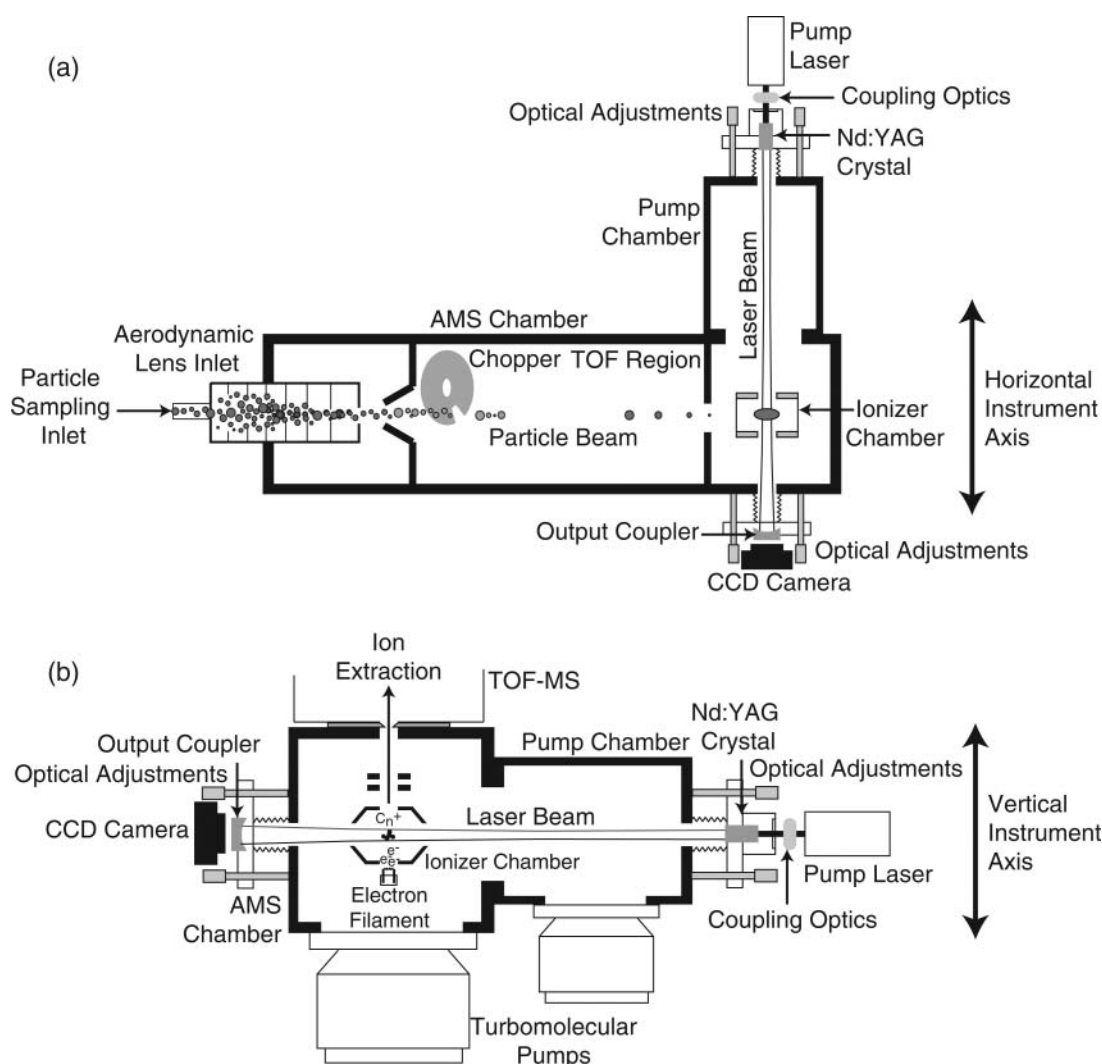 (a)
Pump
Laser
Coupling Optics
Optical Adjustments
Nd:YAG
Crystal
Pump
Chamber
Laser Beam
AMS Chamber
Aerodynamic
Lens Inlet
Chopper
TOF Region
Particle
Sampling
Inlet
Particle Beam
Ionizer
Chamber
Horizontal
Instrument
Axis
Output Coupler
Optical Adjustments
CCD Camera
(b)
Ion
Extraction
TOF-MS
Nd:YAG
Crystal
Output Coupler
Optical Adjustments
Pump Chamber
Optical Adjustments
CCD Camera
Cn+
Laser Beam
e-
e-e-
Ionizer Chamber
Electron
Filament
Pump Laser
Vertical
Instrument
Axis
AMS
Chamber
Coupling Optics
Turbomolecular
Pumps